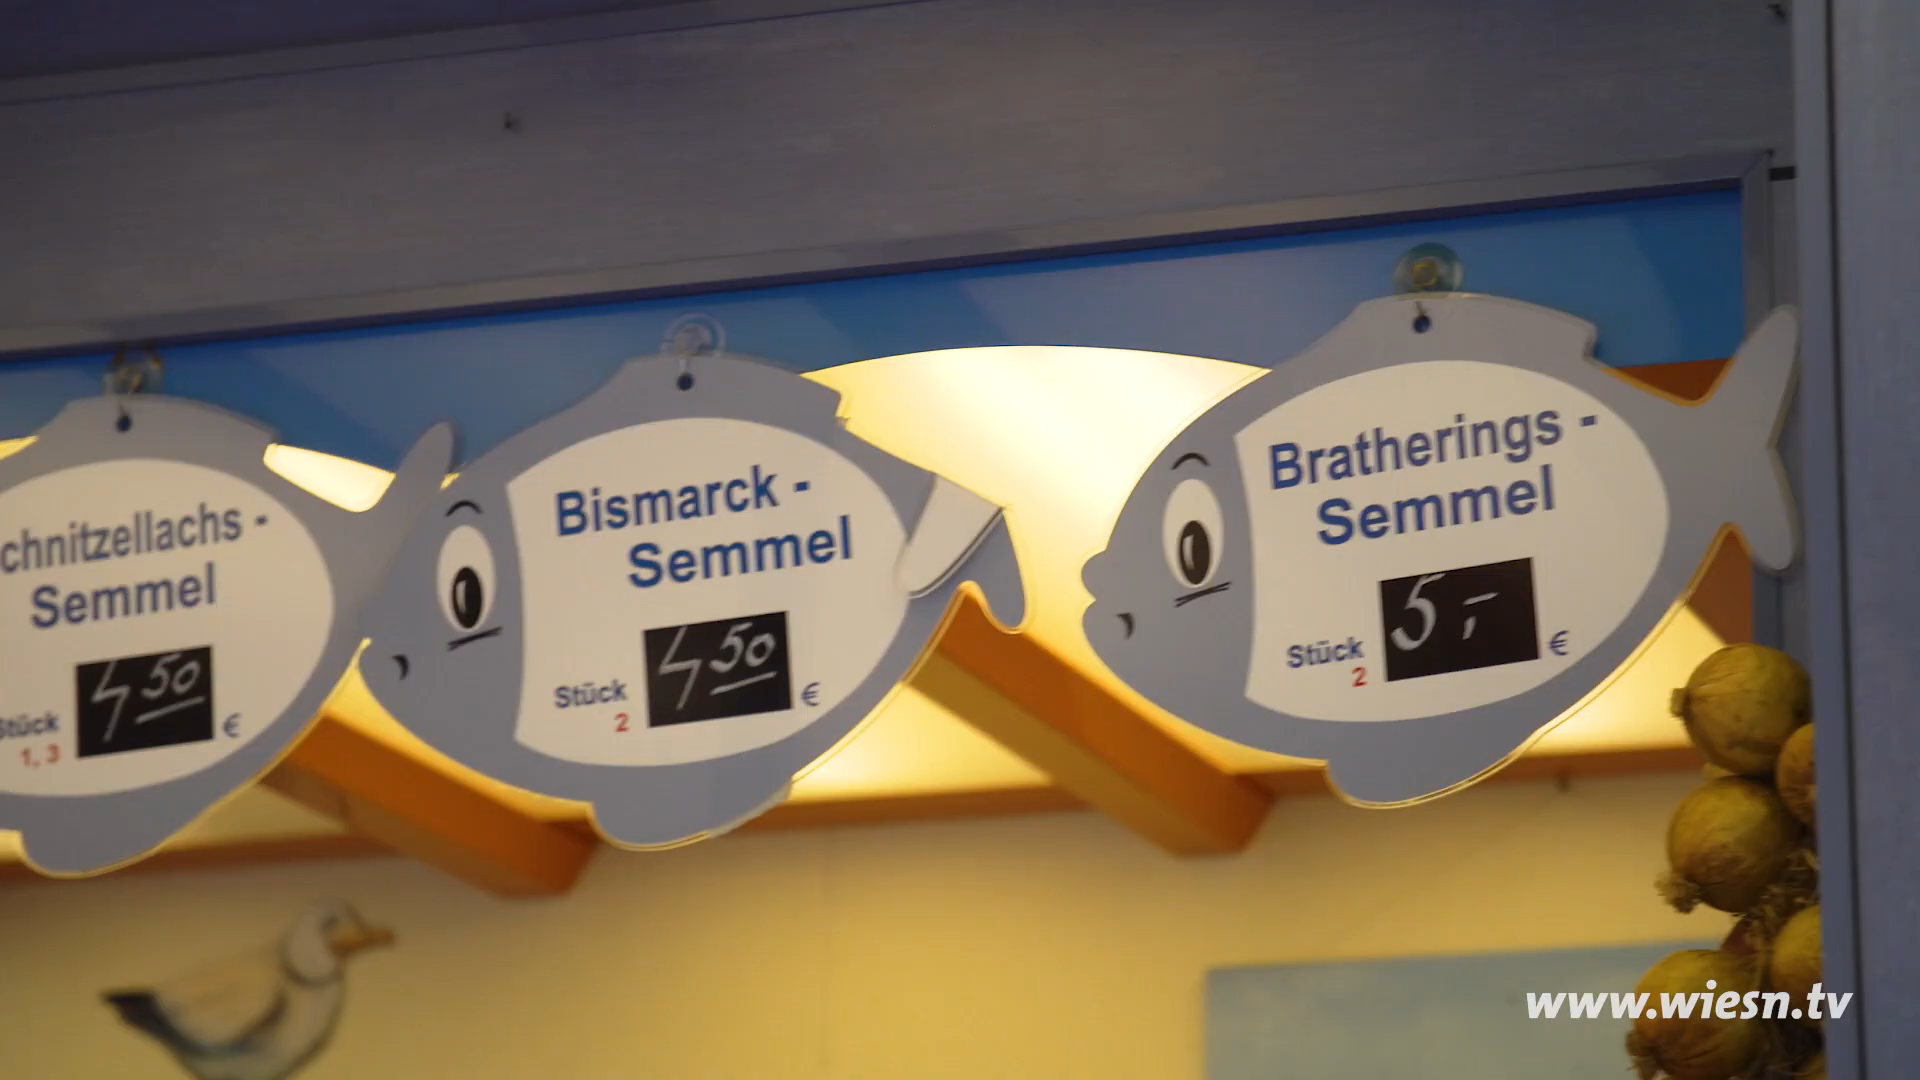 chnitzellachs -
Semmel
Stück
4 50
€
1, 3
Bismarck -
Semmel
Stück
4 50
€
2
Bratherings -
Semmel
Stück
5,-
€
2
www.wiesn.tv